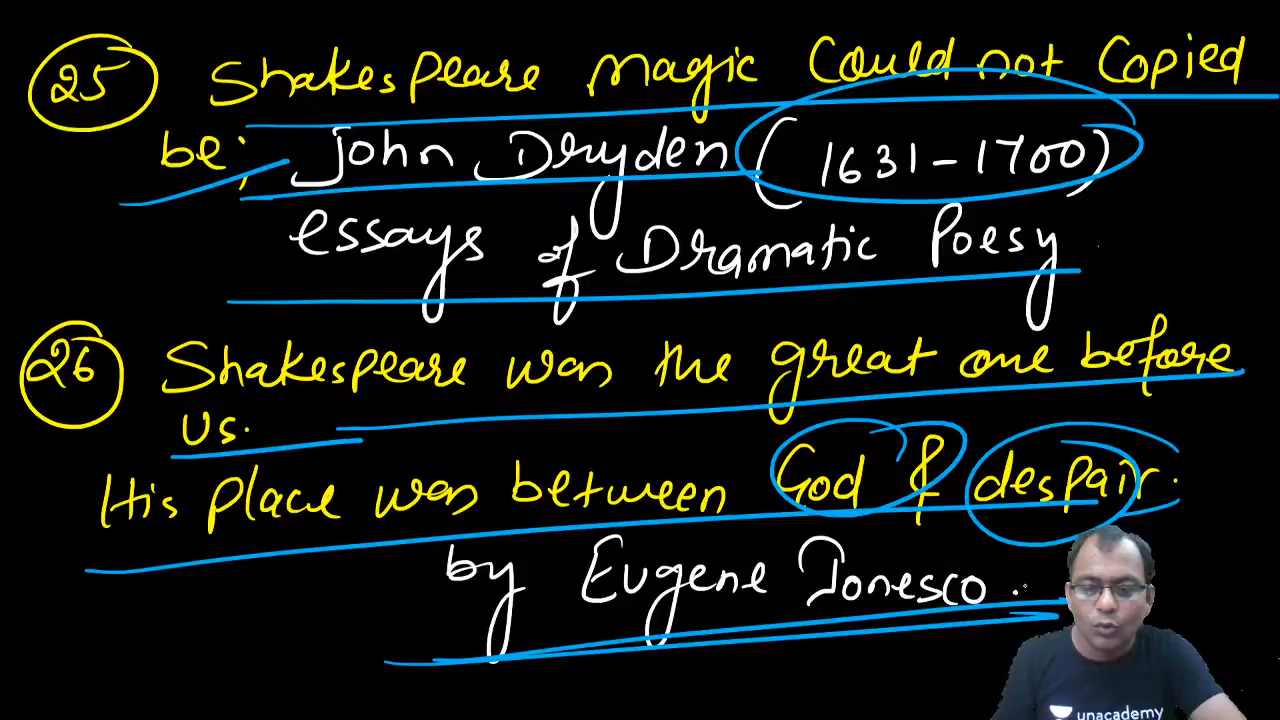 25 Shakespeare magic Could not Copied
be; John Dryden (1631-1700)
essays of Dramatic Poesy
26 Shakespeare was the great one before
us.
His place was between God & despair.
by Eugene Ionesco.
unacademy